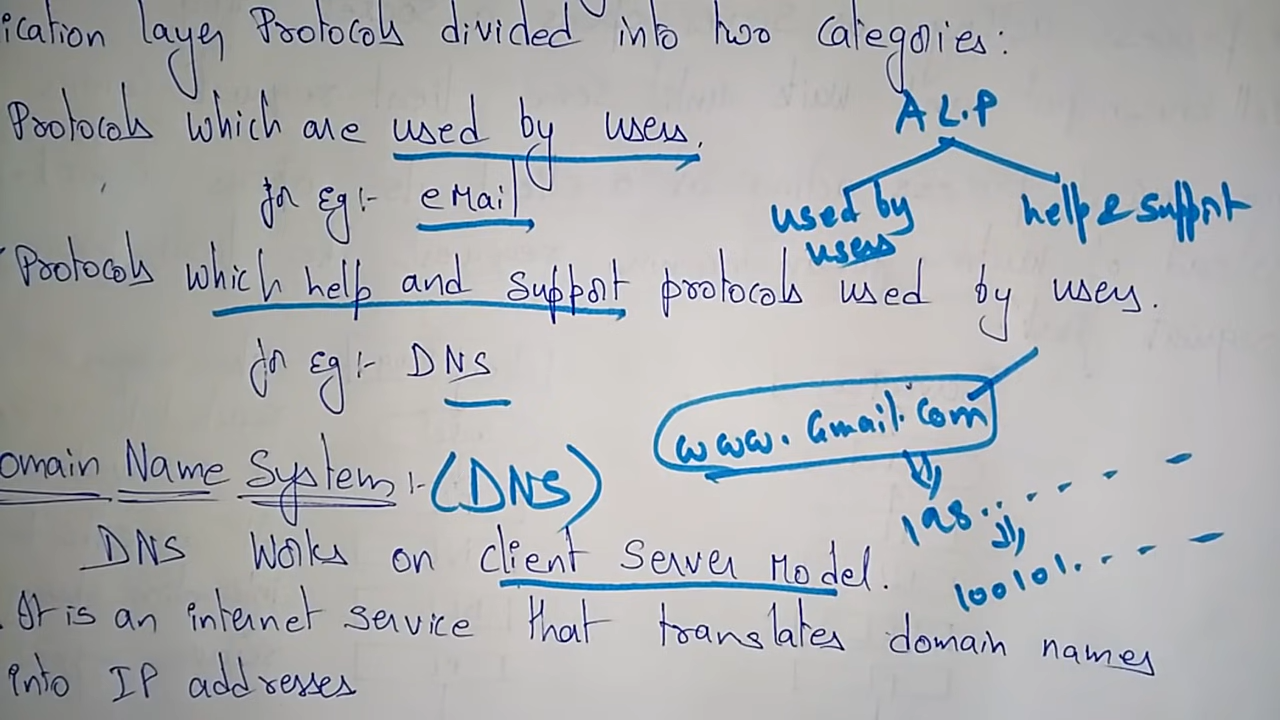 ication layer Protocols divided into two categories:
Protocols which are used by users.
for Eg:- eMail
Protocols which help and support protocols used by users.
for Eg:- DNS
A L.P
used by
users
help & support
www.Gmail.com
198. . - - - -
100101. . - - -
omain Name System:- (DNS)
DNS works on client server Model.
It is an internet service that translates domain names
into IP addresses